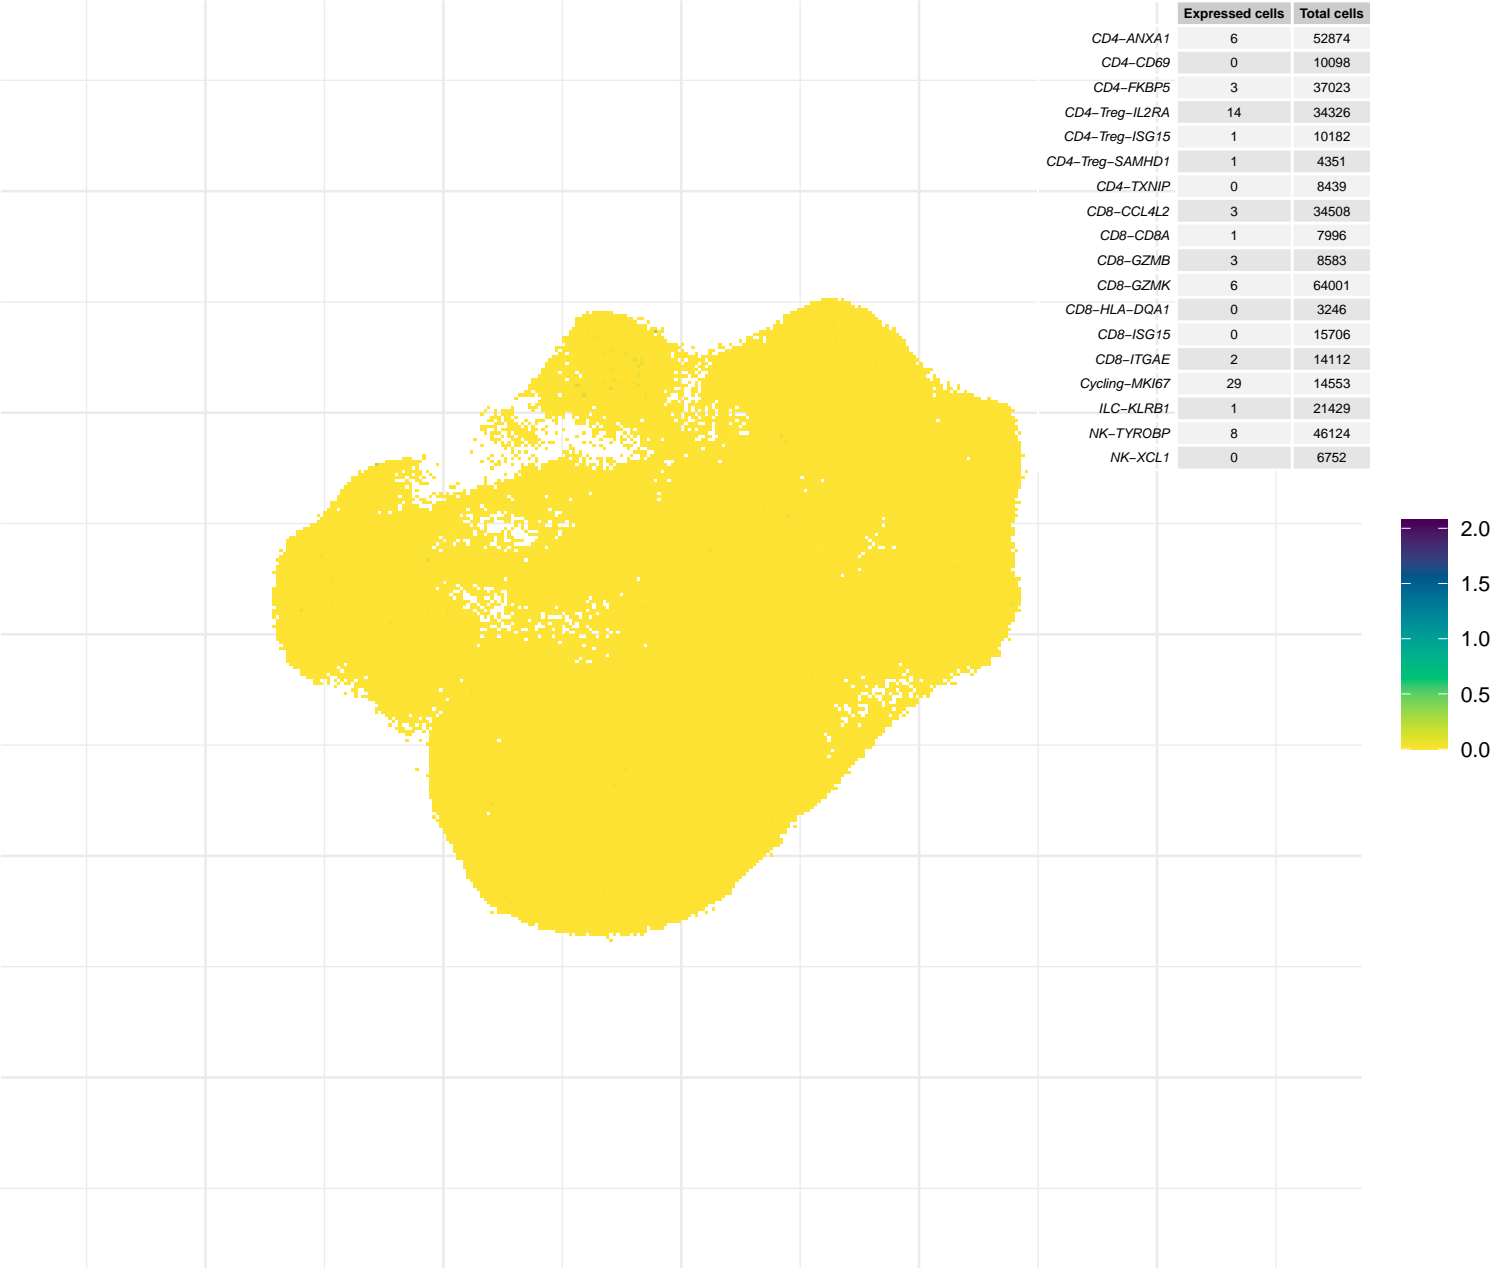 Expressed cells Total cells
CD4−ANXA1 6 52874
CD4−CD69 0 10098
CD4−FKBP5 3 37023
CD4−Treg−IL2RA 14 34326
CD4−Treg−ISG15 1 10182
CD4−Treg−SAMHD1 1 4351
CD4−TXNIP 0 8439
CD8−CCL4L2 3 34508
CD8−CD8A 1 7996
CD8−GZMB 3 8583
CD8−GZMK 6 64001
CD8−HLA−DQA1 0 3246
CD8−ISG15 0 15706
CD8−ITGAE 2 14112
Cycling−MKI67 29 14553
ILC−KLRB1 1 21429
NK−TYROBP 8 46124
NK−XCL1 0 6752
2.0
1.5
1.0
0.5
0.0